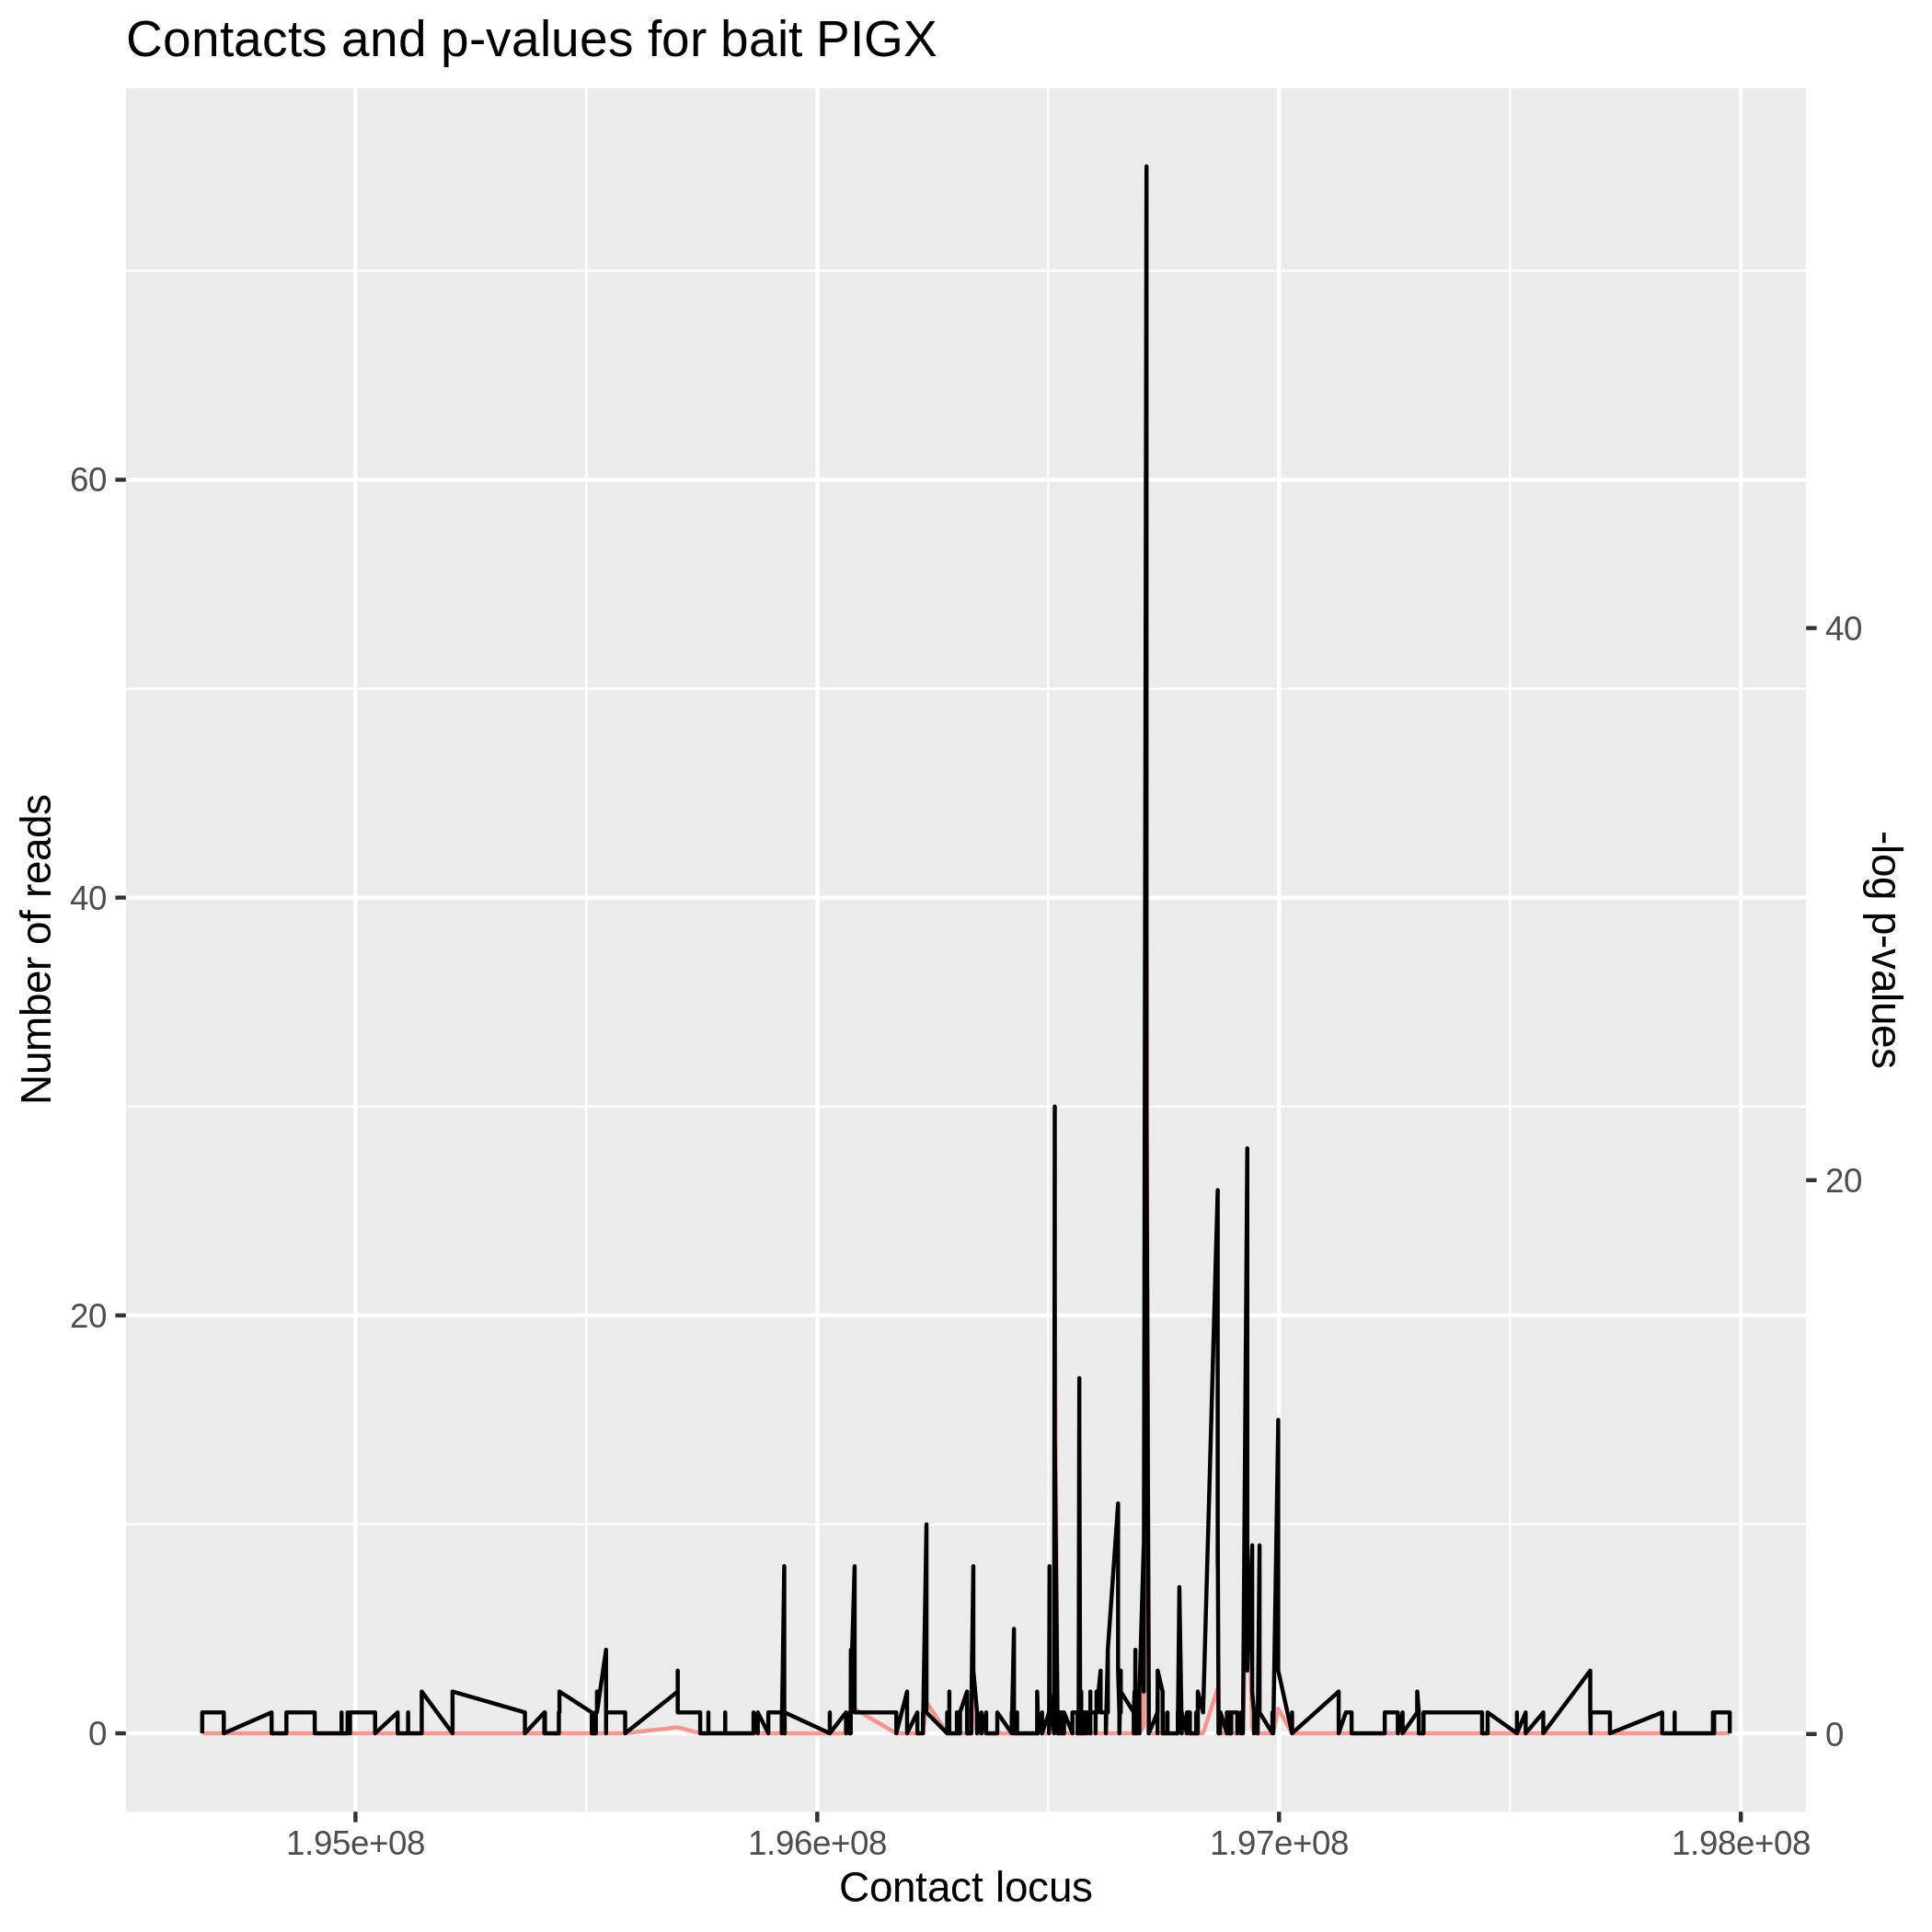 Contacts and p-values for bait PIGX
60
40
20
0
Number of reads
40
20
0
-log p-values
1.95e+08
1.96e+08
1.97e+08
1.98e+08
Contact locus